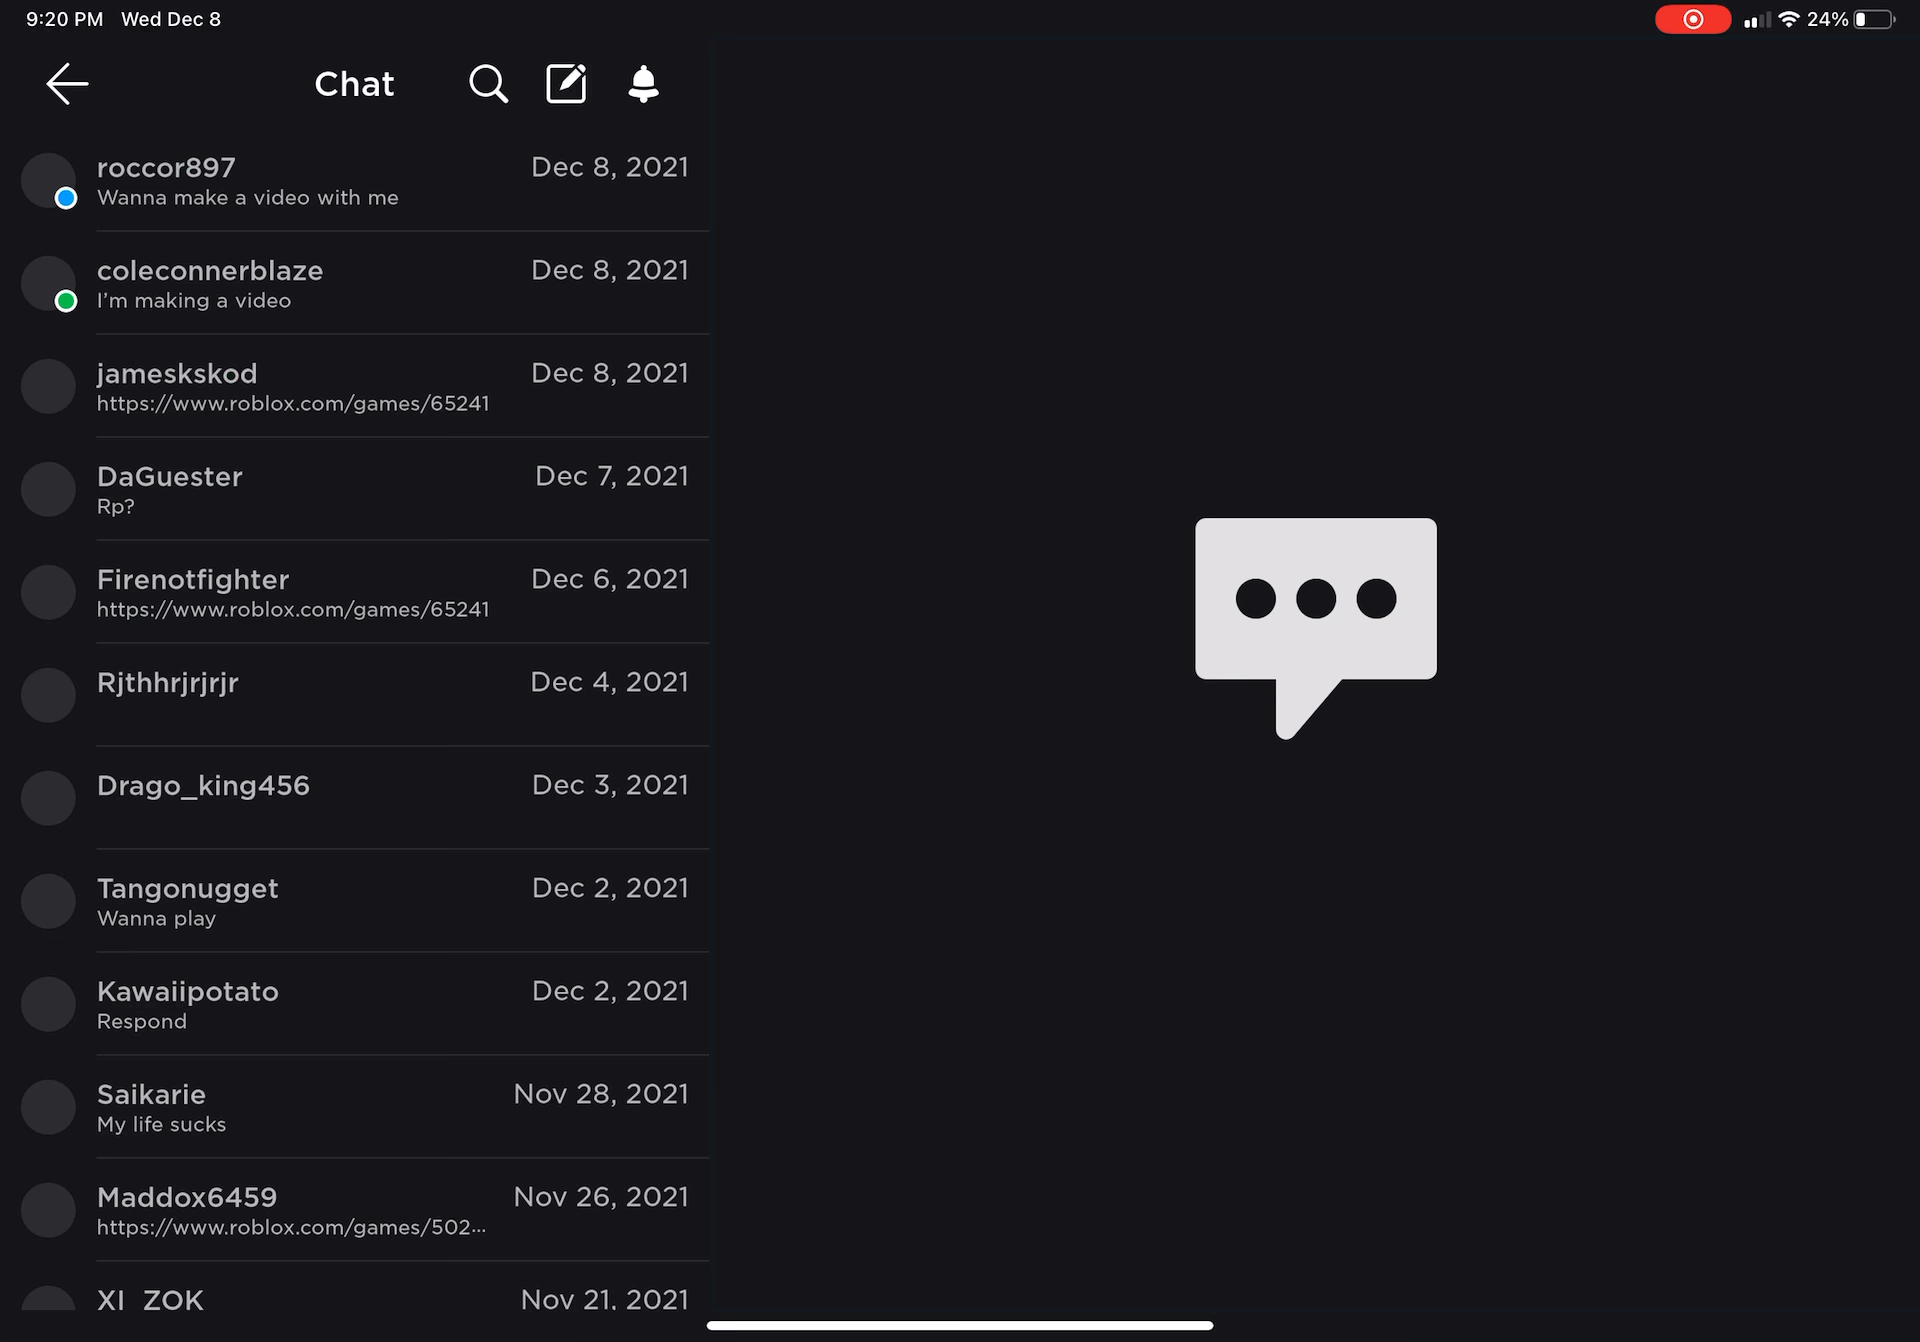 9:20 PM Wed Dec 8
24%
Chat
roccor897 Dec 8, 2021
Wanna make a video with me
coleconnerblaze Dec 8, 2021
I'm making a video
jameskskod Dec 8, 2021
https://www.roblox.com/games/65241
DaGuester Dec 7, 2021
Rp?
Firenotfighter Dec 6, 2021
https://www.roblox.com/games/65241
Rjthhrjrjrjr Dec 4, 2021
Drago_king456 Dec 3, 2021
Tangonugget Dec 2, 2021
Wanna play
Kawaiipotato Dec 2, 2021
Respond
Saikarie Nov 28, 2021
My life sucks
Maddox6459 Nov 26, 2021
https://www.roblox.com/games/502...
XI_ZOK Nov 21, 2021